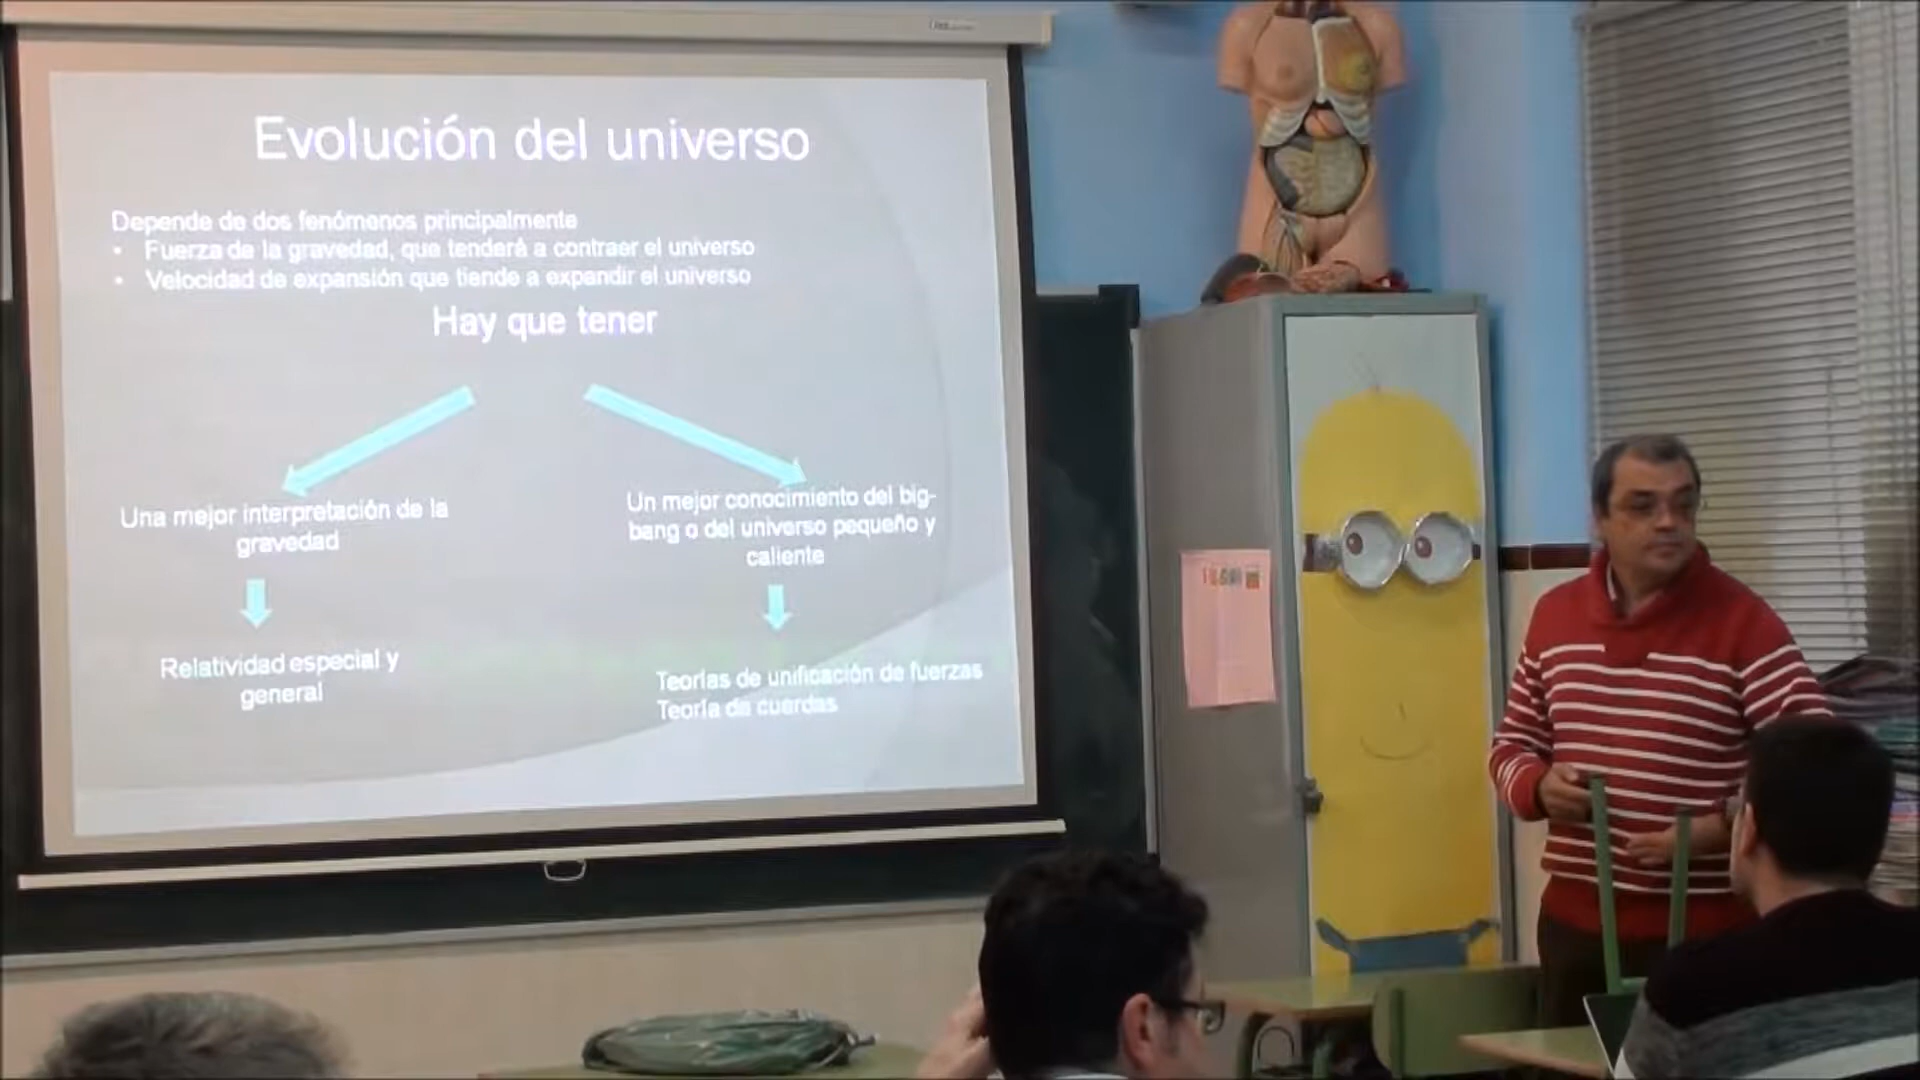 Evolución del universo
Depende de dos fenómenos principalmente
• Fuerza de la gravedad, que tenderá a contraer el universo
• Velocidad de expansión que tiende a expandir el universo
Hay que tener
Una mejor interpretación de la
gravedad
Un mejor conocimiento del big-
bang o del universo pequeño y
caliente
Relatividad especial y
general
Teorías de unificación de fuerzas
Teoría de cuerdas